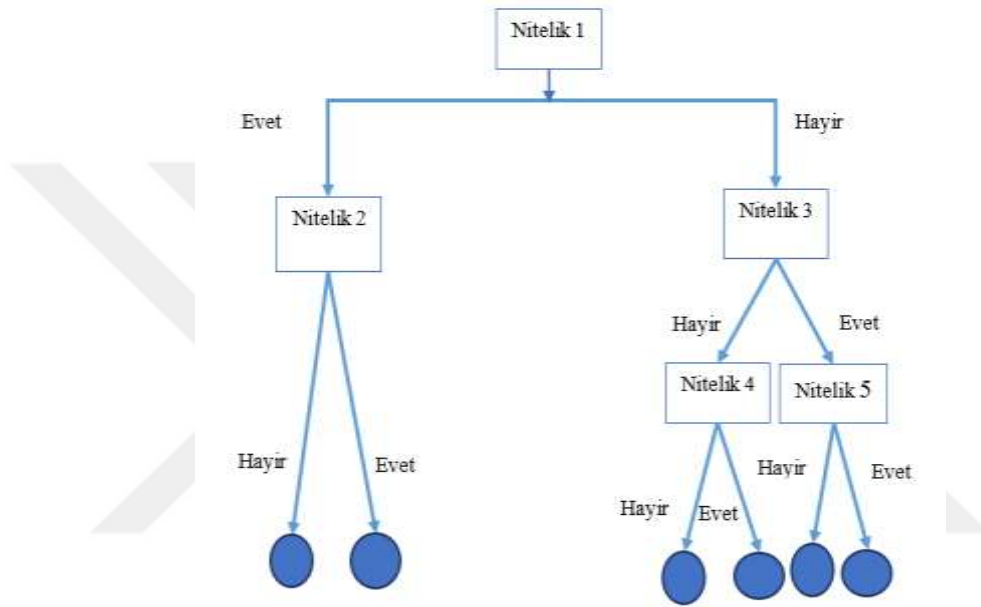 Nitelik 1
Evet
Hayir
Nitelik 2
Nitelik 3
Hayir
Evet
Nitelik 4
Nitelik 5
Hayir
Evet
Hayir
Evet
Hayir
Evet